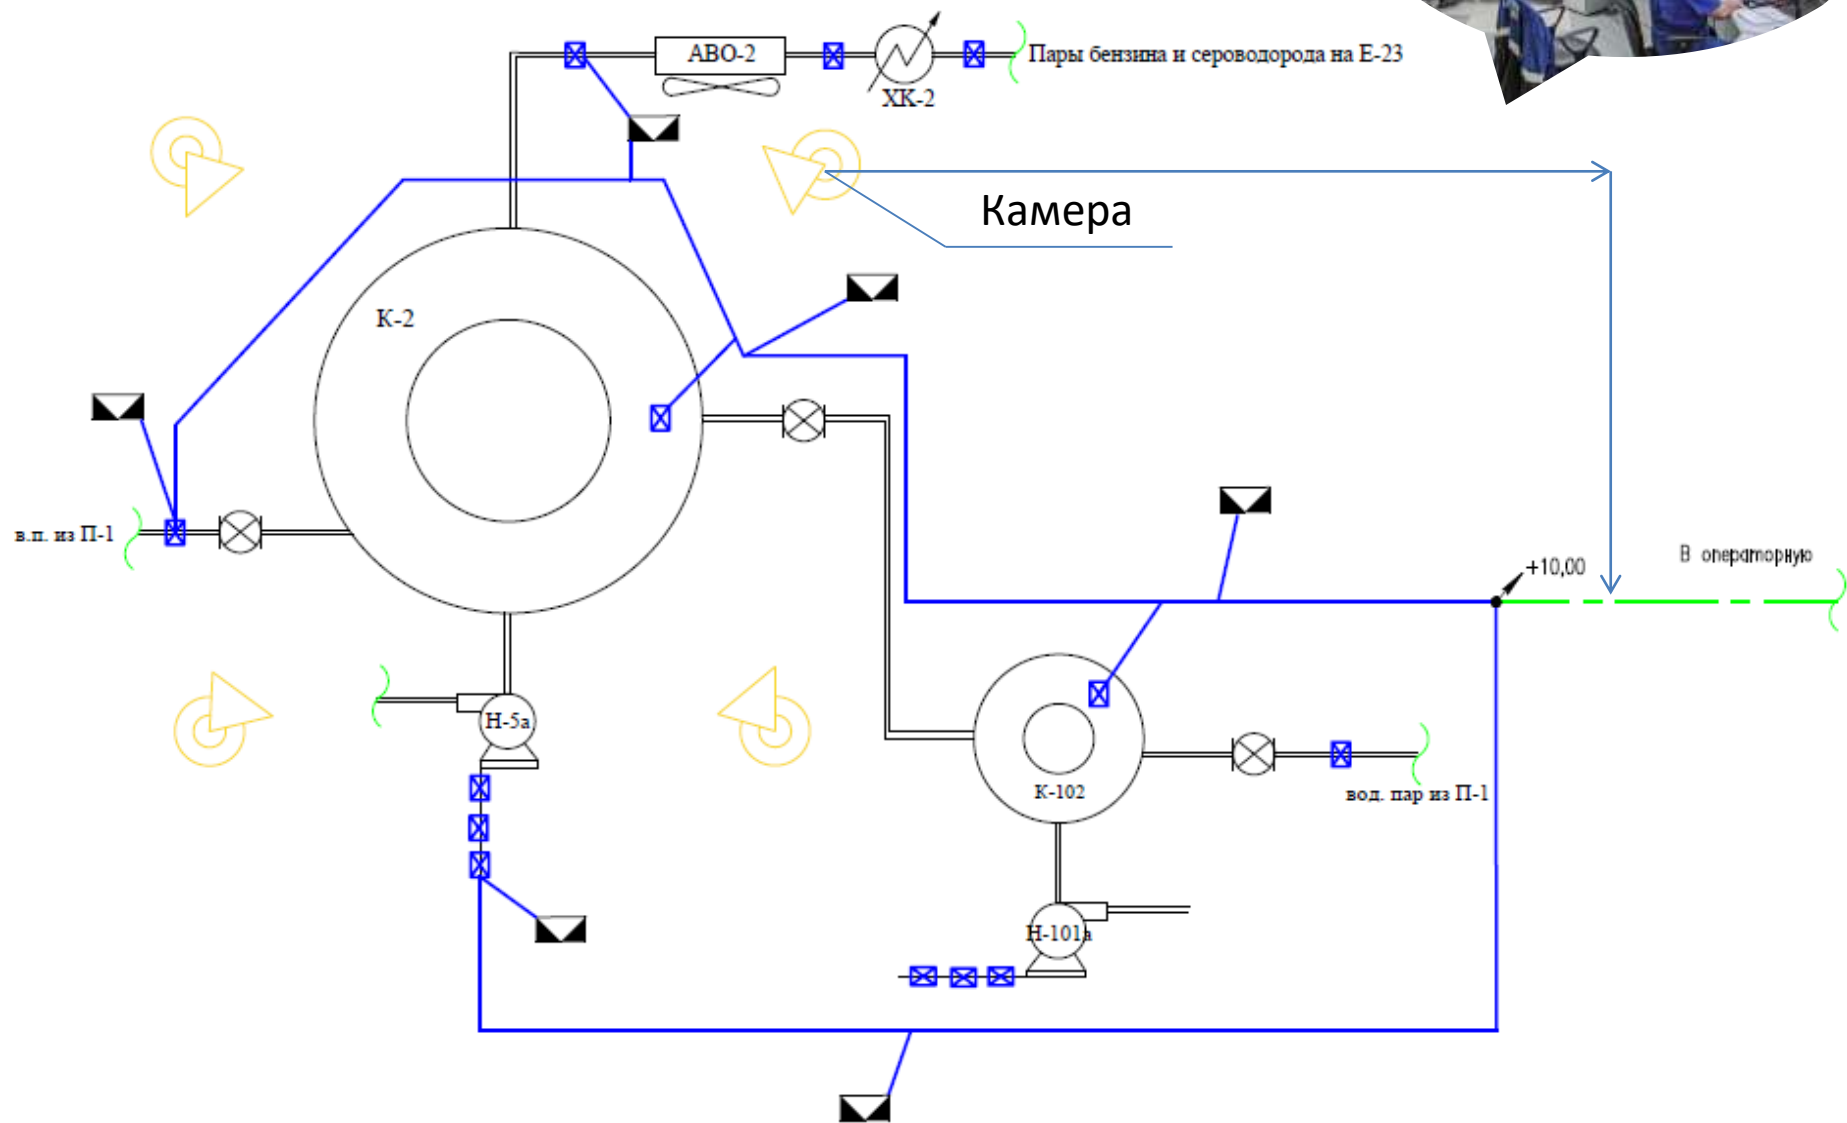 АВО-2
Пары бензина и сероводорода на Е-23
ХК-2
Камера
К-2
в.п. из П-1
+10,00
В операторную
Н-5а
К-102
вод. пар из П-1
Н-101а